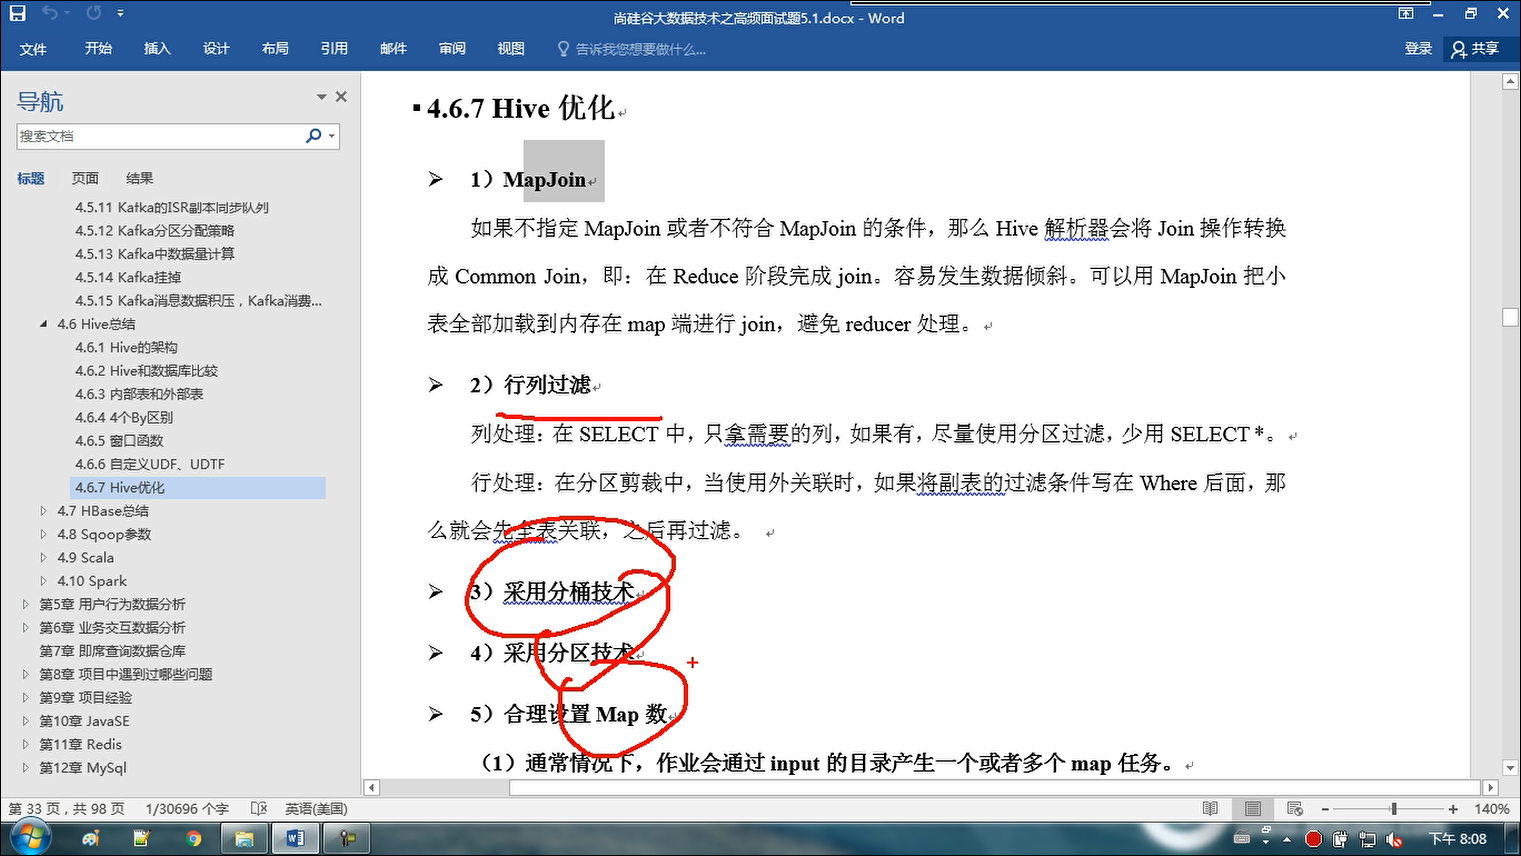 尚硅谷大数据技术之高频面试题5.1.docx - Word
文件 开始 插入 设计 布局 引用 邮件 审阅 视图 告诉我您想要做什么... 登录 共享
导航
搜索文档
标题 页面 结果
4.5.11 Kafka的ISR副本同步队列
4.5.12 Kafka分区分配策略
4.5.13 Kafka中数据量计算
4.5.14 Kafka挂掉
4.5.15 Kafka消息数据积压，Kafka消费...
4.6 Hive总结
4.6.1 Hive的架构
4.6.2 Hive和数据库比较
4.6.3 内部表和外部表
4.6.4 4个By区别
4.6.5 窗口函数
4.6.6 自定义UDF、UDTF
4.6.7 Hive优化
4.7 HBase总结
4.8 Sqoop参数
4.9 Scala
4.10 Spark
第5章 用户行为数据分析
第6章 业务交互数据分析
第7章 即席查询数据仓库
第8章 项目中遇到过哪些问题
第9章 项目经验
第10章 JavaSE
第11章 Redis
第12章 MySql
4.6.7 Hive 优化
1）MapJoin
如果不指定 MapJoin 或者不符合 MapJoin 的条件，那么 Hive 解析器会将 Join 操作转换
成 Common Join，即：在 Reduce 阶段完成 join。容易发生数据倾斜。可以用 MapJoin 把小
表全部加载到内存在 map 端进行 join，避免 reducer 处理。
2）行列过滤
列处理：在 SELECT 中，只拿需要的列，如果有，尽量使用分区过滤，少用 SELECT *。
行处理：在分区剪裁中，当使用外关联时，如果将副表的过滤条件写在 Where 后面，那
么就会先全表关联，之后再过滤。
3）采用分桶技术
4）采用分区技术
5）合理设置 Map 数
（1）通常情况下，作业会通过 input 的目录产生一个或者多个 map 任务。
第 33 页，共 98 页 1/30696 个字 英语(美国) 140%
下午 8:08